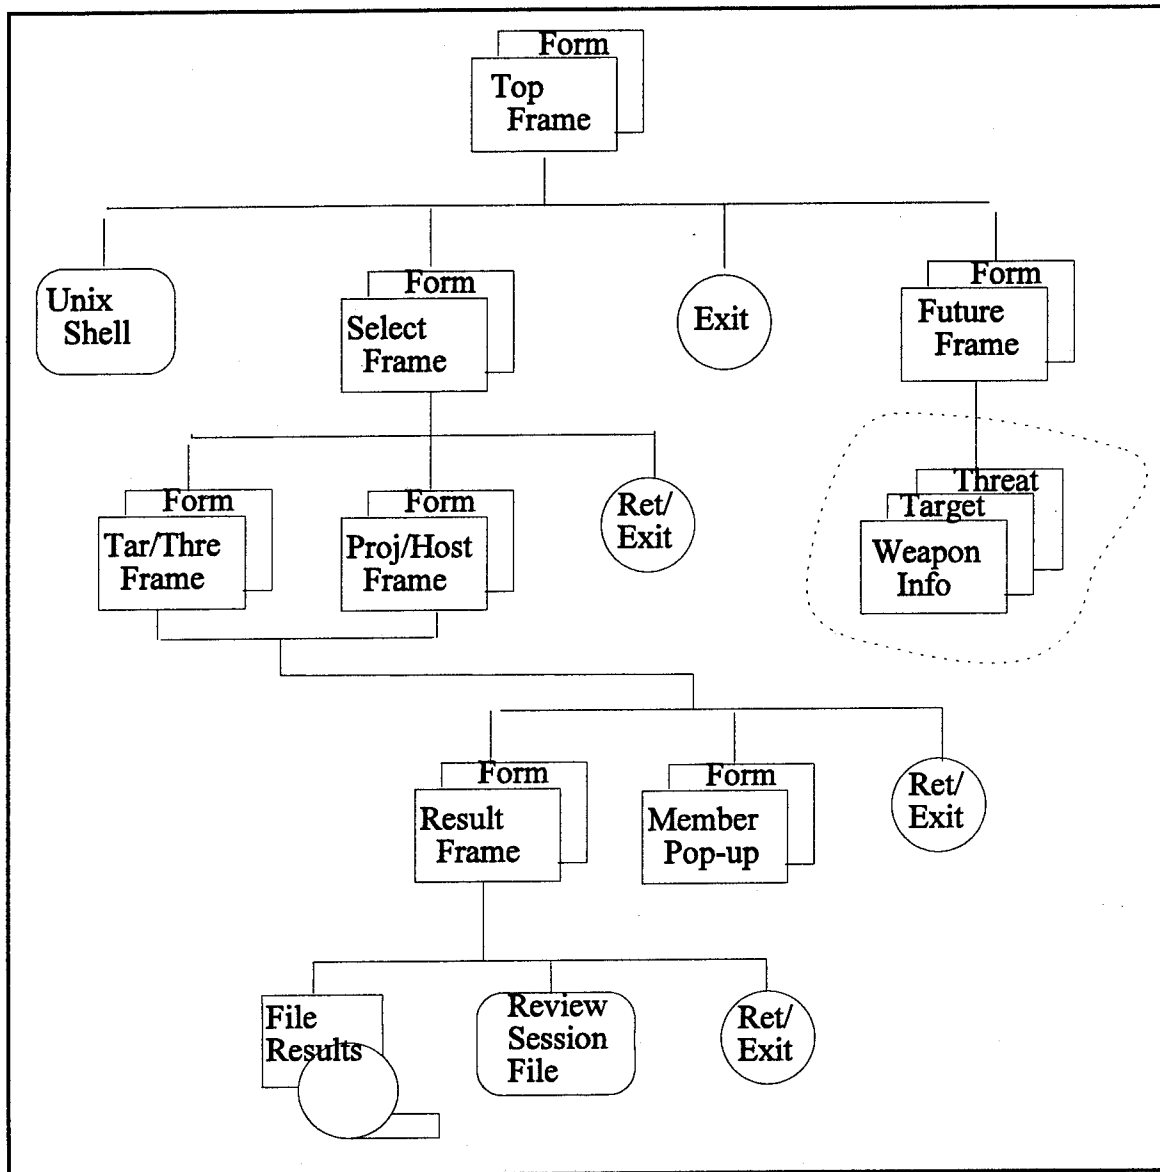 Form
Top
Frame
Unix
Shell
Form
Select
Frame
Exit
Form
Future
Frame
Form
Tar/Thre
Frame
Form
Proj/Host
Frame
Ret/
Exit
Threat
Target
Weapon
Info
Form
Result
Frame
Form
Member
Pop-up
Ret/
Exit
File
Results
Review
Session
File
Ret/
Exit